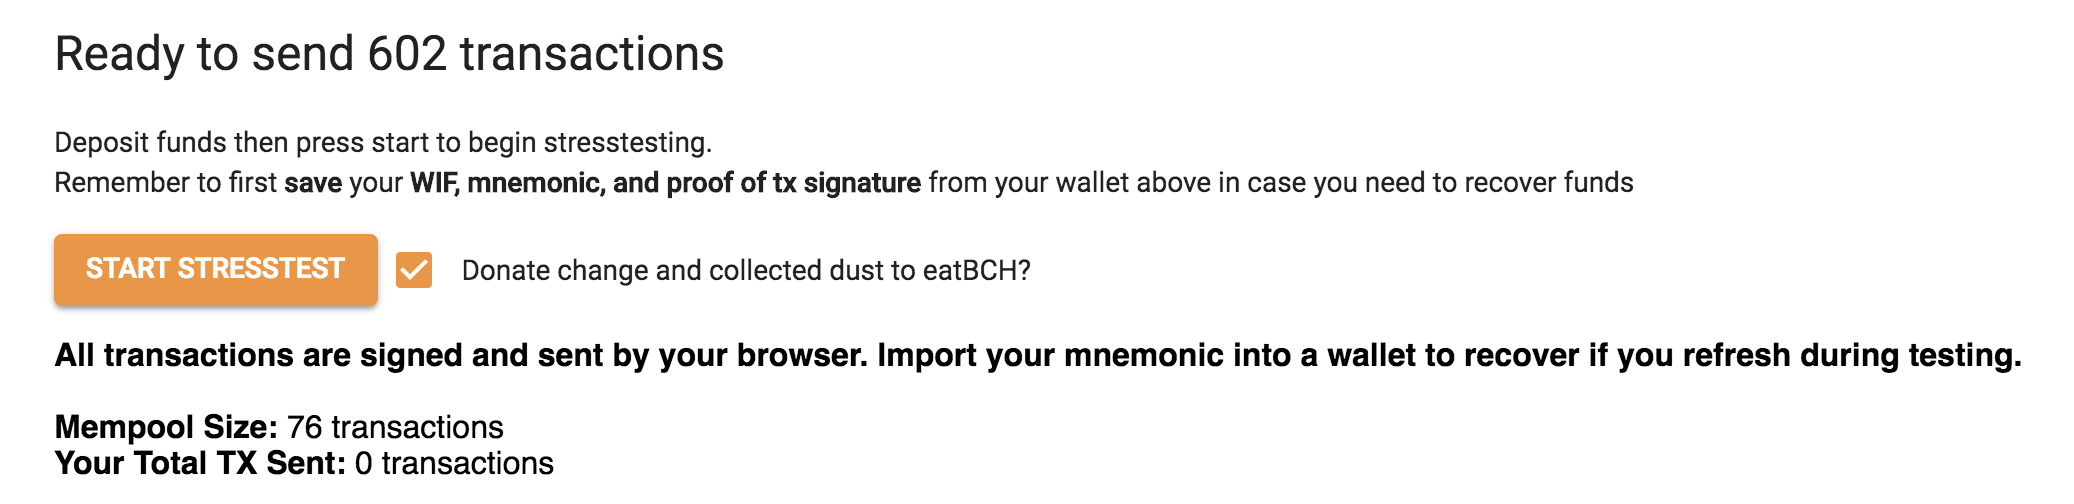 Ready to send 602 transactions
Deposit funds then press start to begin stresstesting.
Remember to first save your WIF, mnemonic, and proof of tx signature from your wallet above in case you need to recover funds
START STRESSTEST Donate change and collected dust to eatBCH?
All transactions are signed and sent by your browser. Import your mnemonic into a wallet to recover if you refresh during testing.
Mempool Size: 76 transactions
Your Total TX Sent: 0 transactions